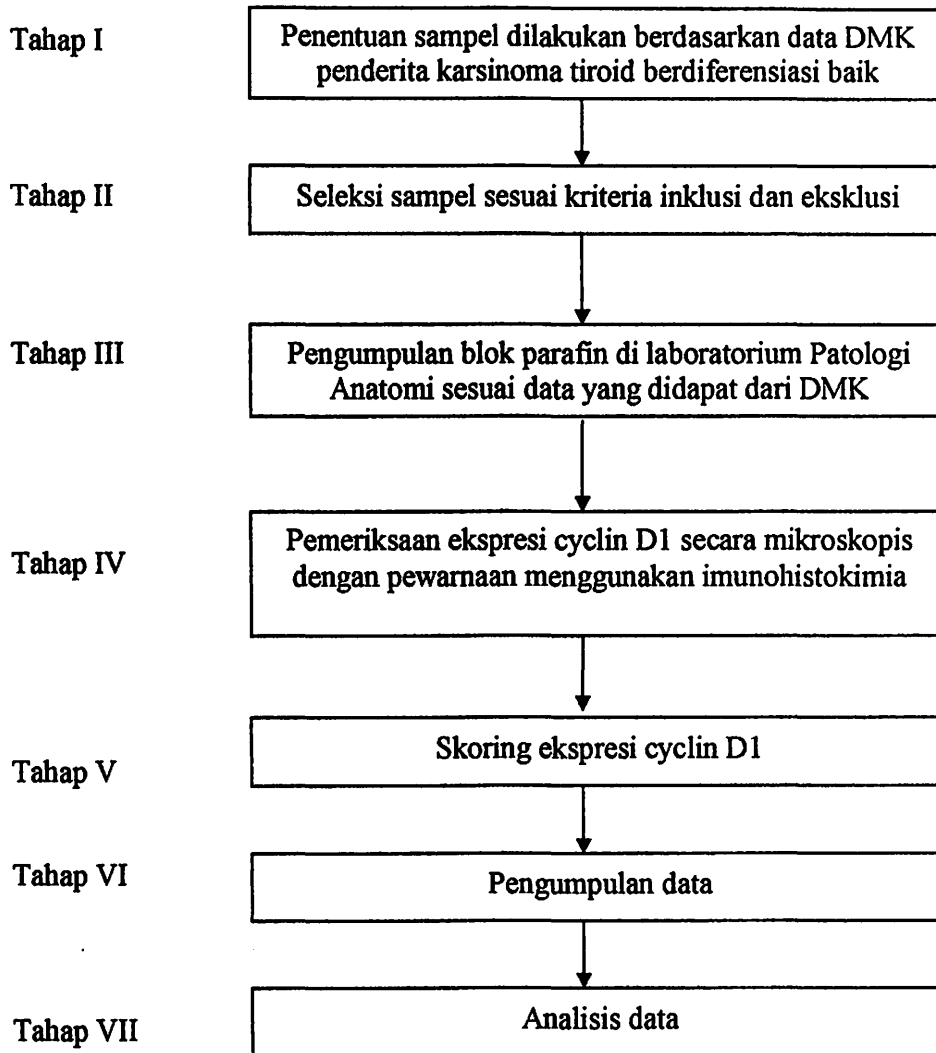 Tahap I
Penentuan sampel dilakukan berdasarkan data DMK
penderita karsinoma tiroid berdiferensiasi baik
Tahap II
Seleksi sampel sesuai kriteria inklusi dan eksklusi
Tahap III
Pengumpulan blok parafin di laboratorium Patologi
Anatomi sesuai data yang didapat dari DMK
Tahap IV
Pemeriksaan ekspresi cyclin D1 secara mikroskopis
dengan pewarnaan menggunakan imunohistokimia
Tahap V
Skoring ekspresi cyclin D1
Tahap VI
Pengumpulan data
Tahap VII
Analisis data